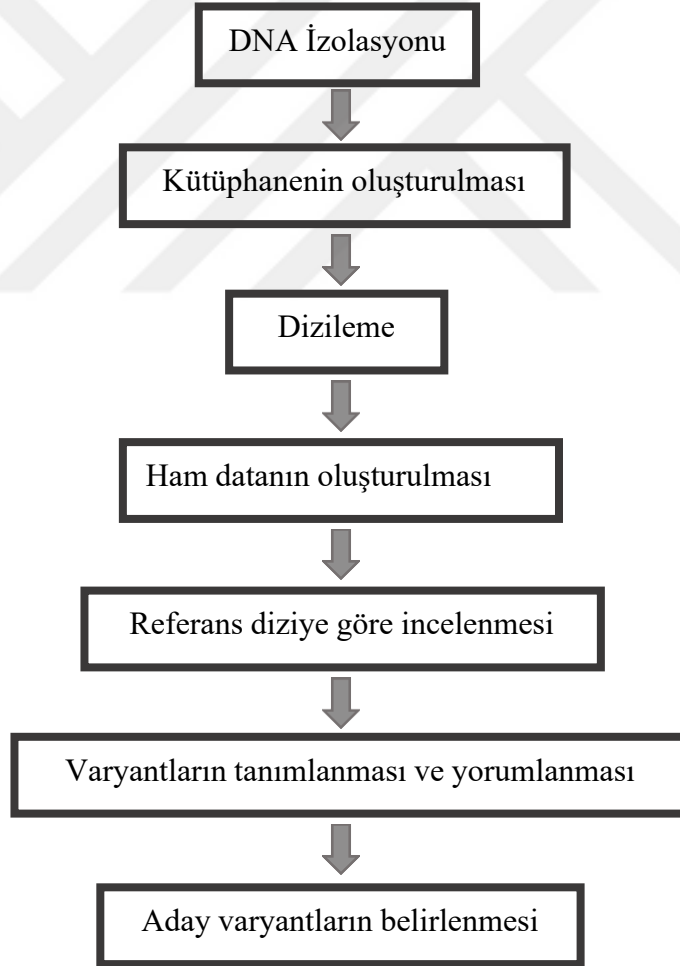 DNA İzolasyonu
Kütüphanenin oluşturulması
Dizileme
Ham datanın oluşturulması
Referans diziye göre incelenmesi
Varyantların tanımlanması ve yorumlanması
Aday varyantların belirlenmesi